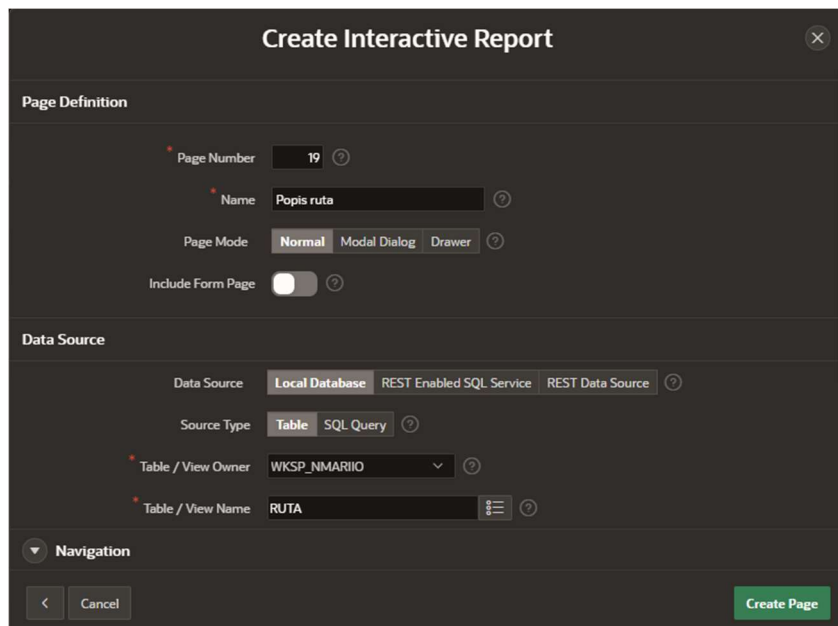 Create Interactive Report
Page Definition
* Page Number 19
* Name Popis ruta
Page Mode Normal Modal Dialog Drawer
Include Form Page
Data Source
Data Source Local Database REST Enabled SQL Service REST Data Source
Source Type Table SQL Query
* Table / View Owner WKSP_NMARIIO
* Table / View Name RUTA
Navigation
Cancel Create Page